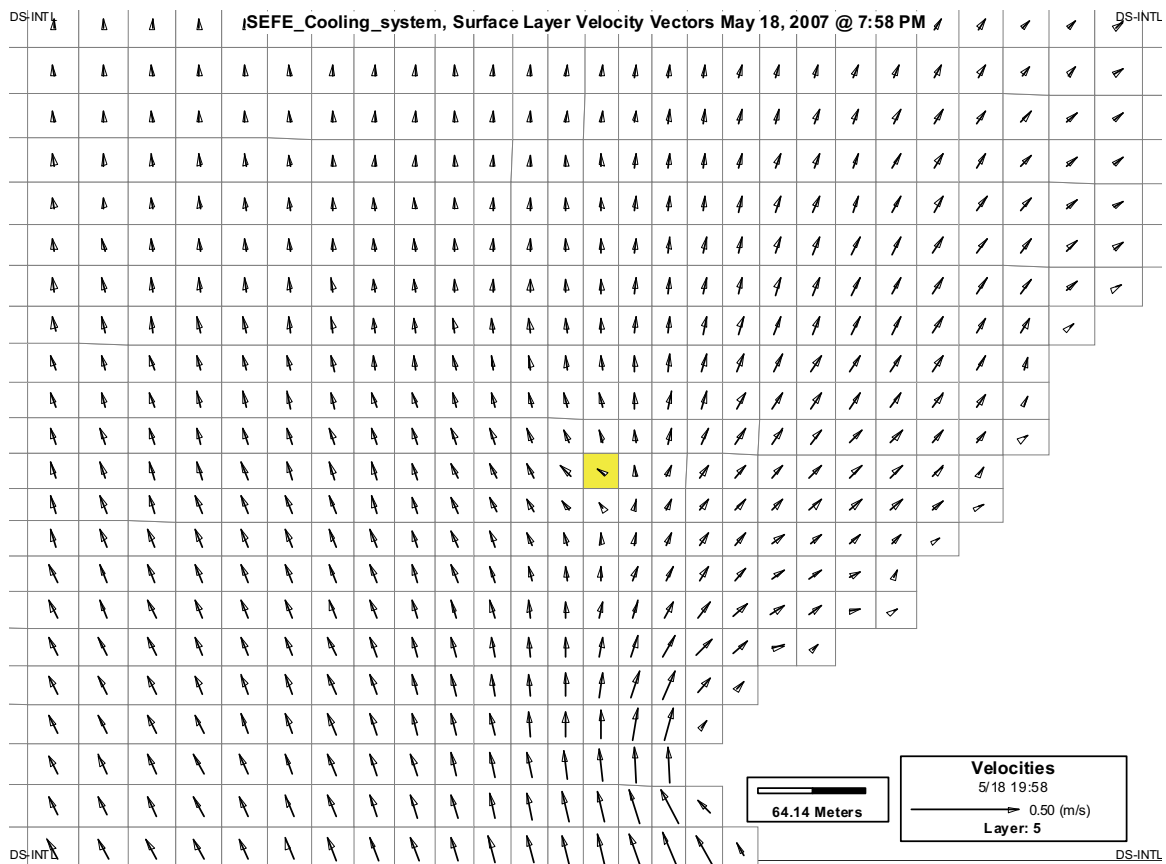 DS-INTL
SEFE_Cooling_system, Surface Layer Velocity Vectors May 18, 2007 @ 7:58 PM
DS-INTL
64.14 Meters
Velocities
5/18 19:58
0.50 (m/s)
Layer: 5
DS-INTL
DS-INTL